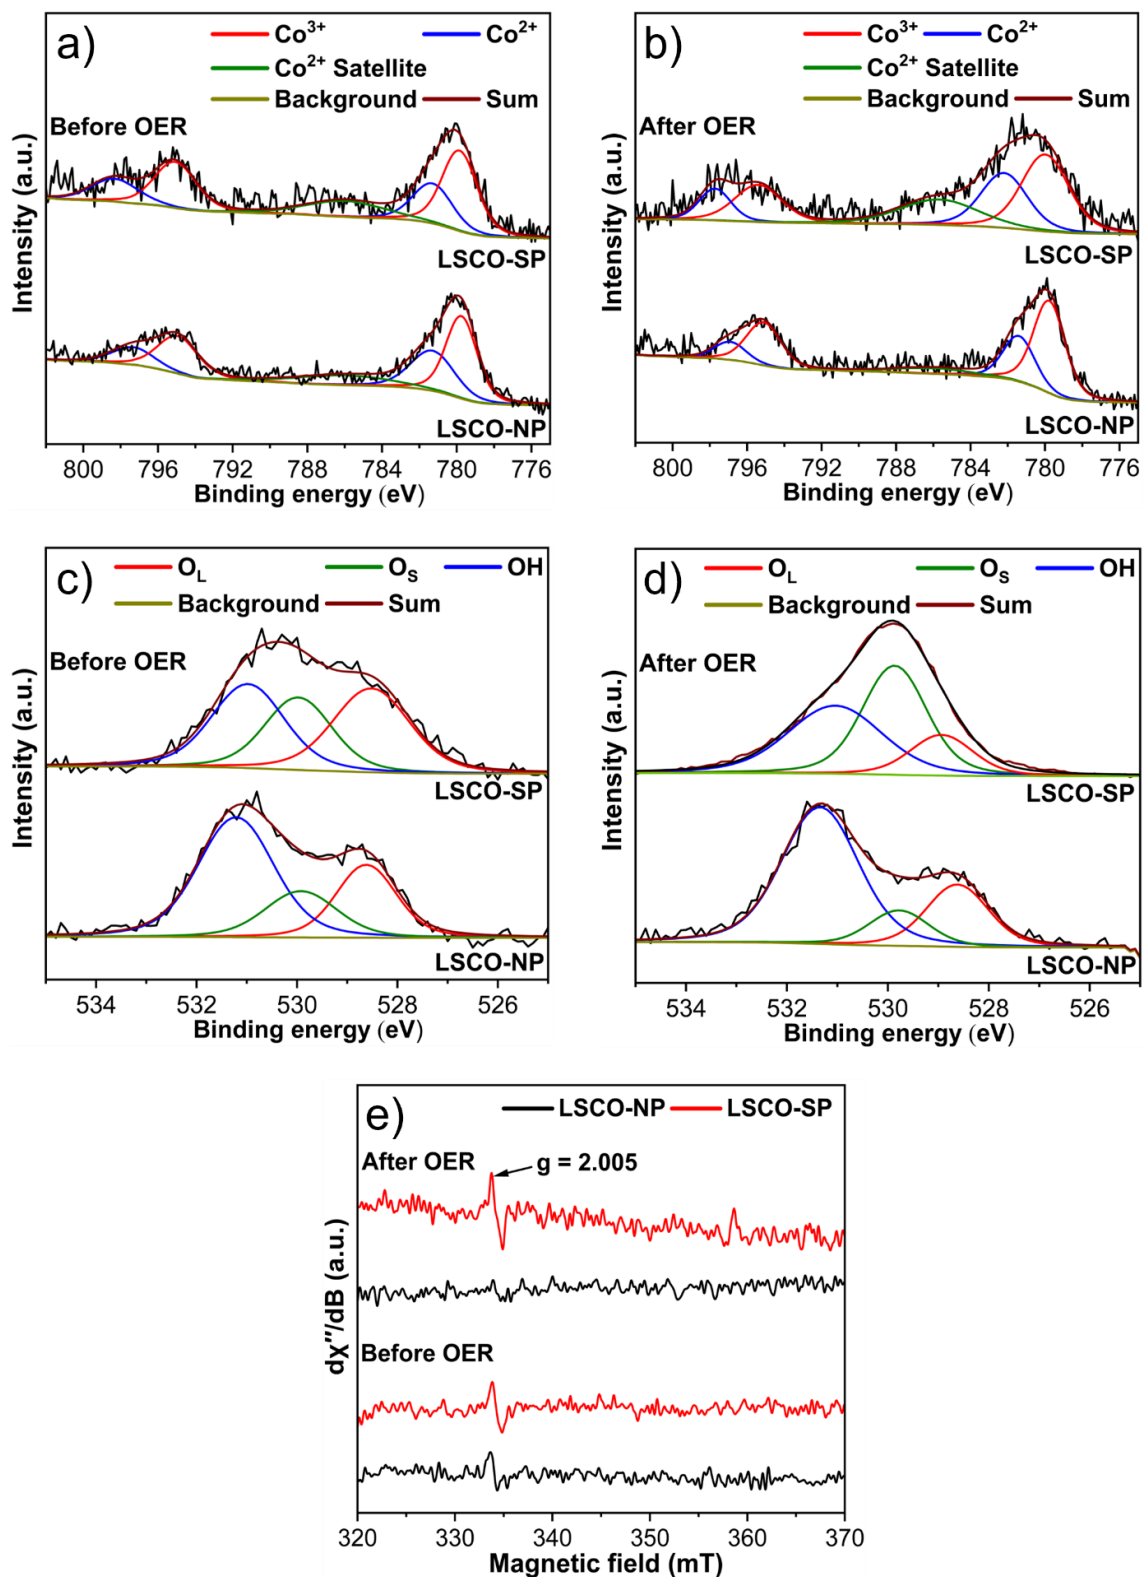 a)
Co³⁺ Co²⁺
Co²⁺ Satellite
Background Sum
Before OER
LSCO-SP
LSCO-NP
Intensity (a.u.)
800 796 792 788 784 780 776
Binding energy (eV)
b)
Co³⁺ Co²⁺
Co²⁺ Satellite
Background Sum
After OER
LSCO-SP
LSCO-NP
Intensity (a.u.)
800 796 792 788 784 780 776
Binding energy (eV)
c)
O_L O_S OH
Background Sum
Before OER
LSCO-SP
LSCO-NP
Intensity (a.u.)
534 532 530 528 526
Binding energy (eV)
d)
O_L O_S OH
Background Sum
After OER
LSCO-SP
LSCO-NP
Intensity (a.u.)
534 532 530 528 526
Binding energy (eV)
e)
LSCO-NP LSCO-SP
After OER
g = 2.005
Before OER
dχ″/dB (a.u.)
320 330 340 350 360 370
Magnetic field (mT)